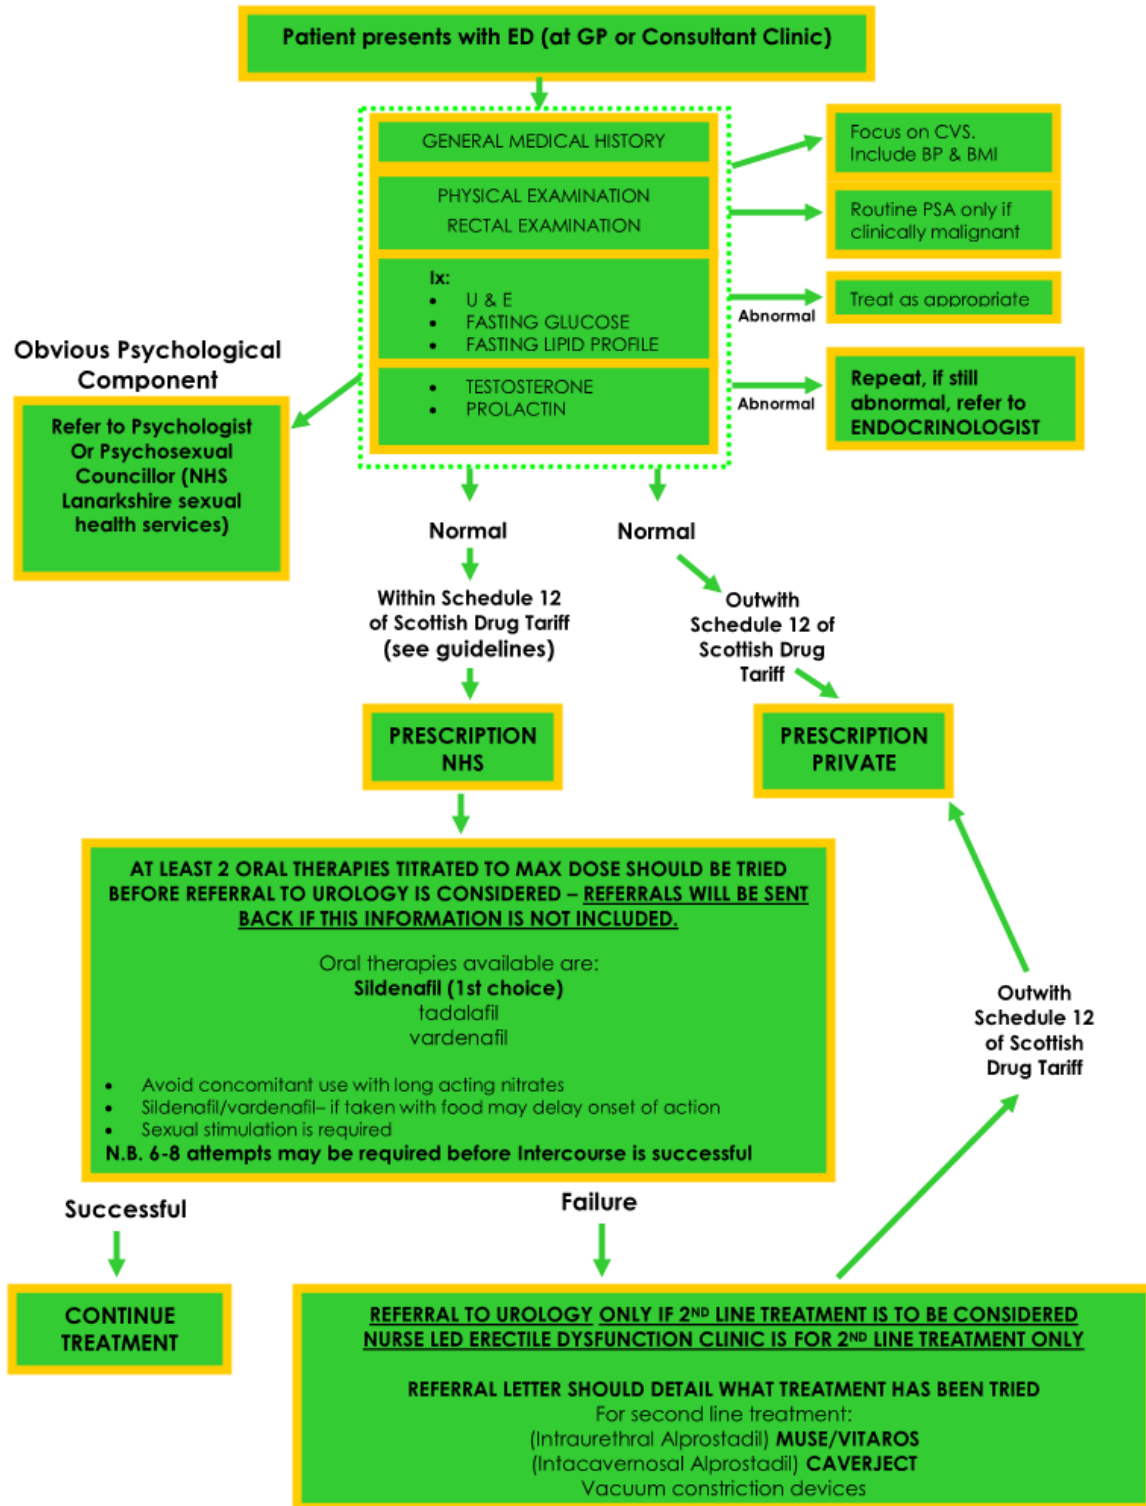 Patient presents with ED (at GP or Consultant Clinic)
GENERAL MEDICAL HISTORY
PHYSICAL EXAMINATION
RECTAL EXAMINATION
Ix:
• U & E
• FASTING GLUCOSE
• FASTING LIPID PROFILE
• TESTOSTERONE
• PROLACTIN
Focus on CVS.
Include BP & BMI
Routine PSA only if
clinically malignant
Abnormal
Treat as appropriate
Abnormal
Repeat, if still
abnormal, refer to
ENDOCRINOLOGIST
Obvious Psychological
Component
Refer to Psychologist
Or Psychosexual
Councillor (NHS
Lanarkshire sexual
health services)
Normal
Normal
Within Schedule 12
of Scottish Drug Tariff
(see guidelines)
Outwith
Schedule 12 of
Scottish Drug
Tariff
PRESCRIPTION
NHS
PRESCRIPTION
PRIVATE
AT LEAST 2 ORAL THERAPIES TITRATED TO MAX DOSE SHOULD BE TRIED
BEFORE REFERRAL TO UROLOGY IS CONSIDERED – REFERRALS WILL BE SENT
BACK IF THIS INFORMATION IS NOT INCLUDED.
Oral therapies available are:
Sildenafil (1st choice)
tadalafil
vardenafil
• Avoid concomitant use with long acting nitrates
• Sildenafil/vardenafil– if taken with food may delay onset of action
• Sexual stimulation is required
N.B. 6-8 attempts may be required before Intercourse is successful
Outwith
Schedule 12
of Scottish
Drug Tariff
Successful
Failure
CONTINUE
TREATMENT
REFERRAL TO UROLOGY ONLY IF 2ND LINE TREATMENT IS TO BE CONSIDERED
NURSE LED ERECTILE DYSFUNCTION CLINIC IS FOR 2ND LINE TREATMENT ONLY
REFERRAL LETTER SHOULD DETAIL WHAT TREATMENT HAS BEEN TRIED
For second line treatment:
(Intraurethral Alprostadil) MUSE/VITAROS
(Intacavernosal Alprostadil) CAVERJECT
Vacuum constriction devices